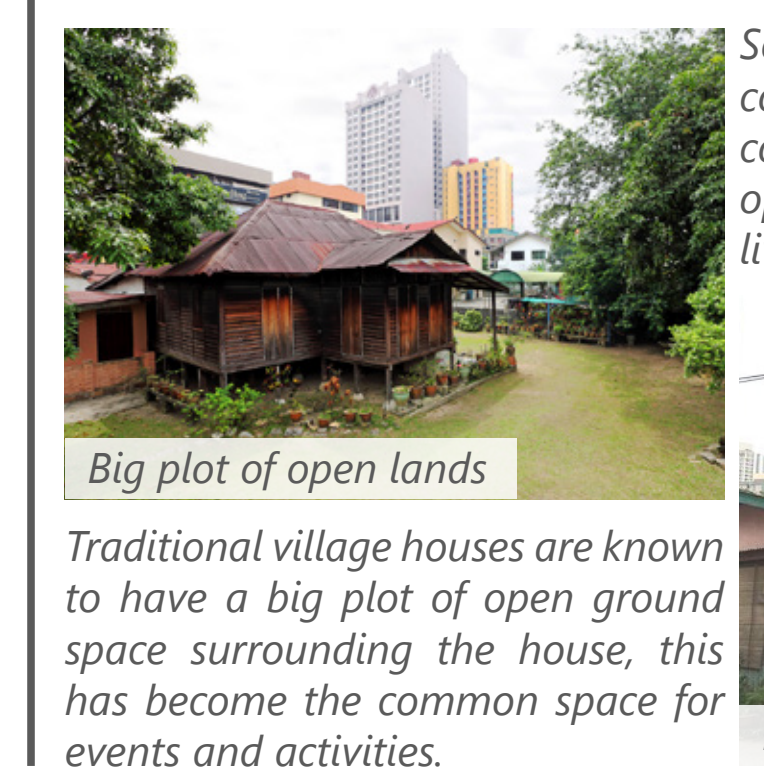 Big plot of open lands
Traditional village houses are known
to have a big plot of open ground
space surrounding the house, this
has become the common space for
events and activities.